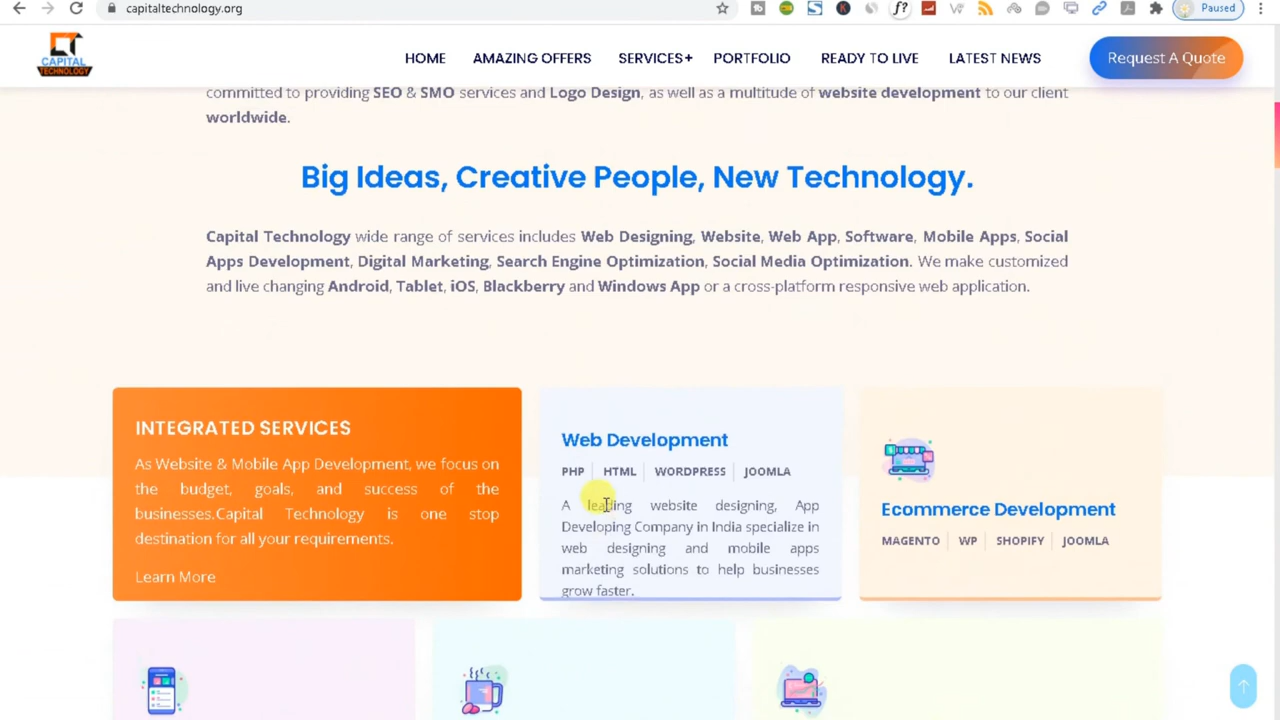 capitaltechnology.org
f?
Paused
CAPITAL
TECHNOLOGY
HOME
AMAZING OFFERS
SERVICES+
PORTFOLIO
READY TO LIVE
LATEST NEWS
Request A Quote
committed to providing SEO & SMO services and Logo Design, as well as a multitude of website development to our client
worldwide.
Big Ideas, Creative People, New Technology.
Capital Technology wide range of services includes Web Designing, Website, Web App, Software, Mobile Apps, Social
Apps Development, Digital Marketing, Search Engine Optimization, Social Media Optimization. We make customized
and live changing Android, Tablet, iOS, Blackberry and Windows App or a cross-platform responsive web application.
INTEGRATED SERVICES
As Website & Mobile App Development, we focus on
the budget, goals, and success of the
businesses.Capital Technology is one stop
destination for all your requirements.
Learn More
Web Development
PHP HTML WORDPRESS JOOMLA
A leading website designing, App
Developing Company in India specialize in
web designing and mobile apps
marketing solutions to help businesses
grow faster.
Ecommerce Development
MAGENTO WP SHOPIFY JOOMLA